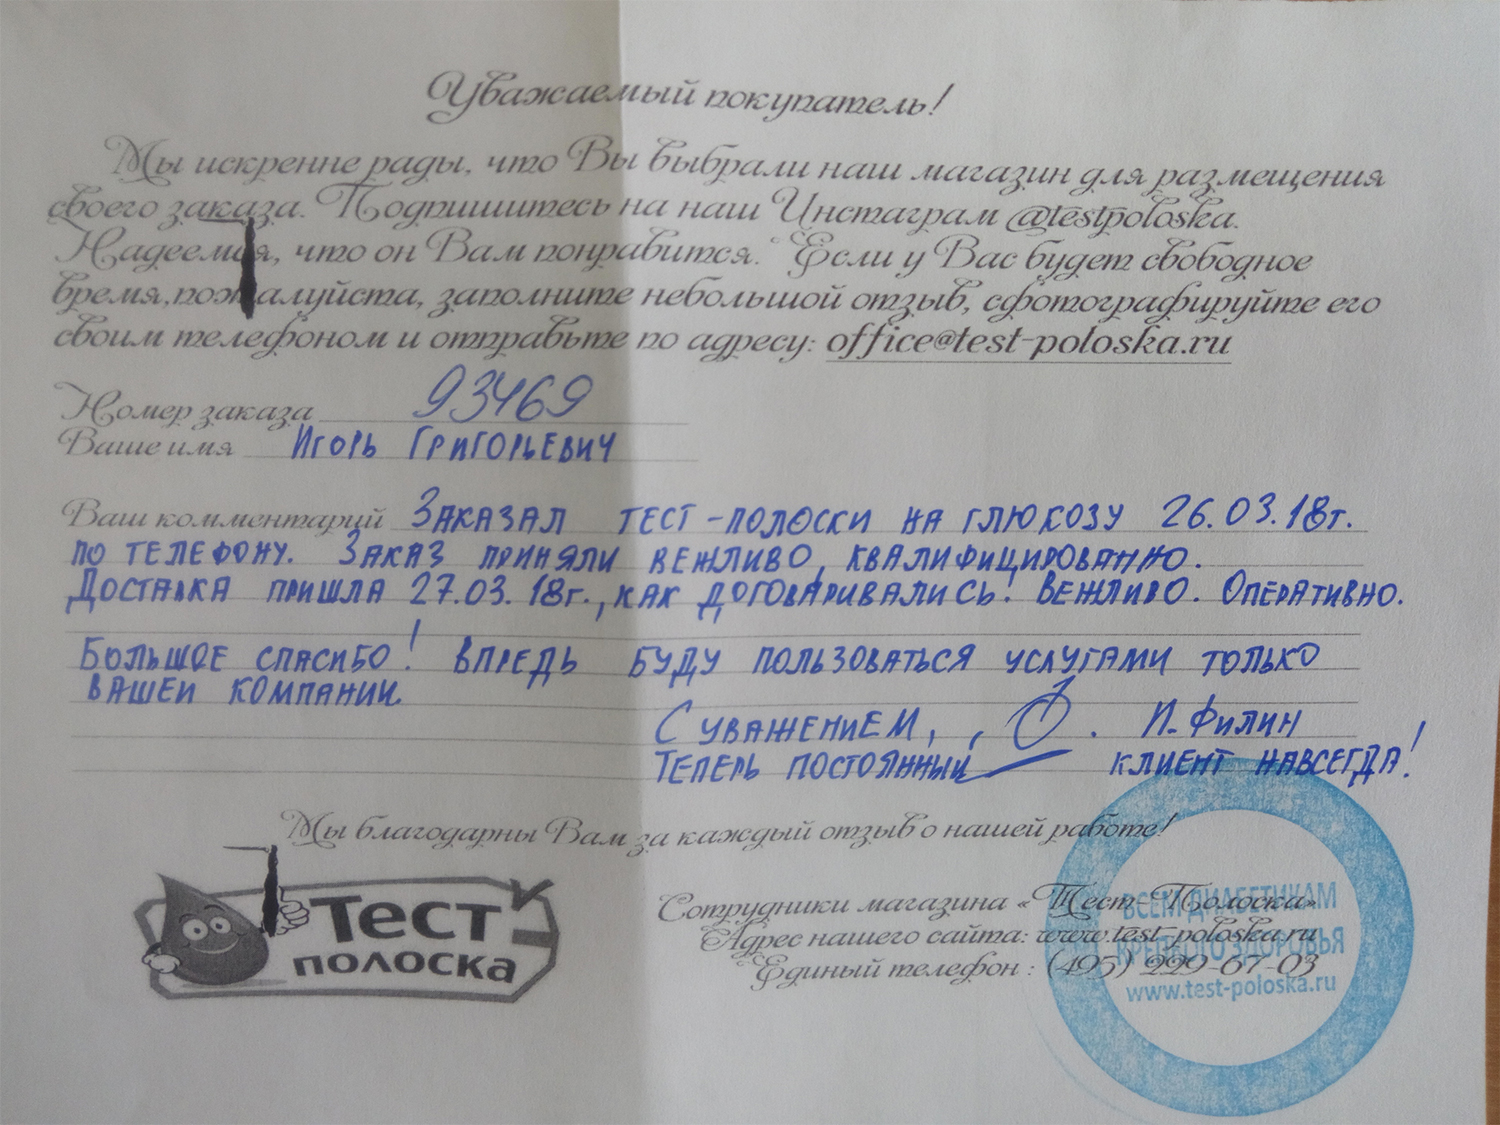 Уважаемый покупатель!
Мы искренне рады, что Вы выбрали наш магазин для размещения
своего заказа. Подпишитесь на наш Инстаграм @testpoloska.
Надеемся, что он Вам понравится. Если у Вас будет свободное
время, пожалуйста, заполните небольшой отзыв, сфотографируйте его
своим телефоном и отправьте по адресу: office@test-poloska.ru
Номер заказа 93469
Ваше имя Игорь Григорьевич
Ваш комментарий Заказал тест-полоски на глюкозу 26.03.18г.
по телефону. Заказ приняли вежливо, квалифицированно.
Доставка пришла 27.03.18г., как договаривались! Вежливо. Оперативно.
Большое спасибо! Впредь буду пользоваться услугами только
вашей компании.
С уважением, , . И. Филин
Теперь постоянный клиент навсегда!
Мы благодарны Вам за каждый отзыв о нашей работе!
Тест
полоска
Сотрудники магазина «Тест-Полоска»
Адрес нашего сайта: www.test-poloska.ru
Единый телефон : (495) 229-67-03
ВСЕМ ДИАБЕТИКАМ
КРЕПКОГО ЗДОРОВЬЯ
www.test-poloska.ru